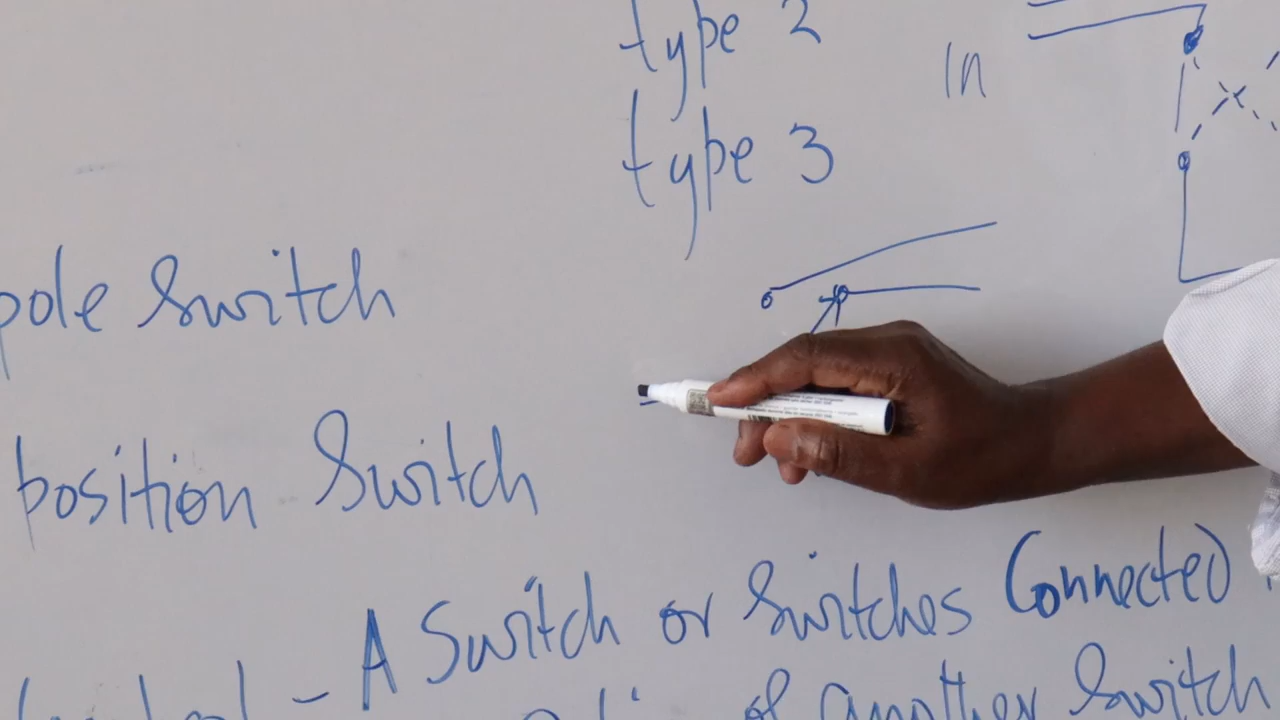 type 2
In
type 3
pole Switch
position Switch
A Switch or Switches Connected
of another Switch